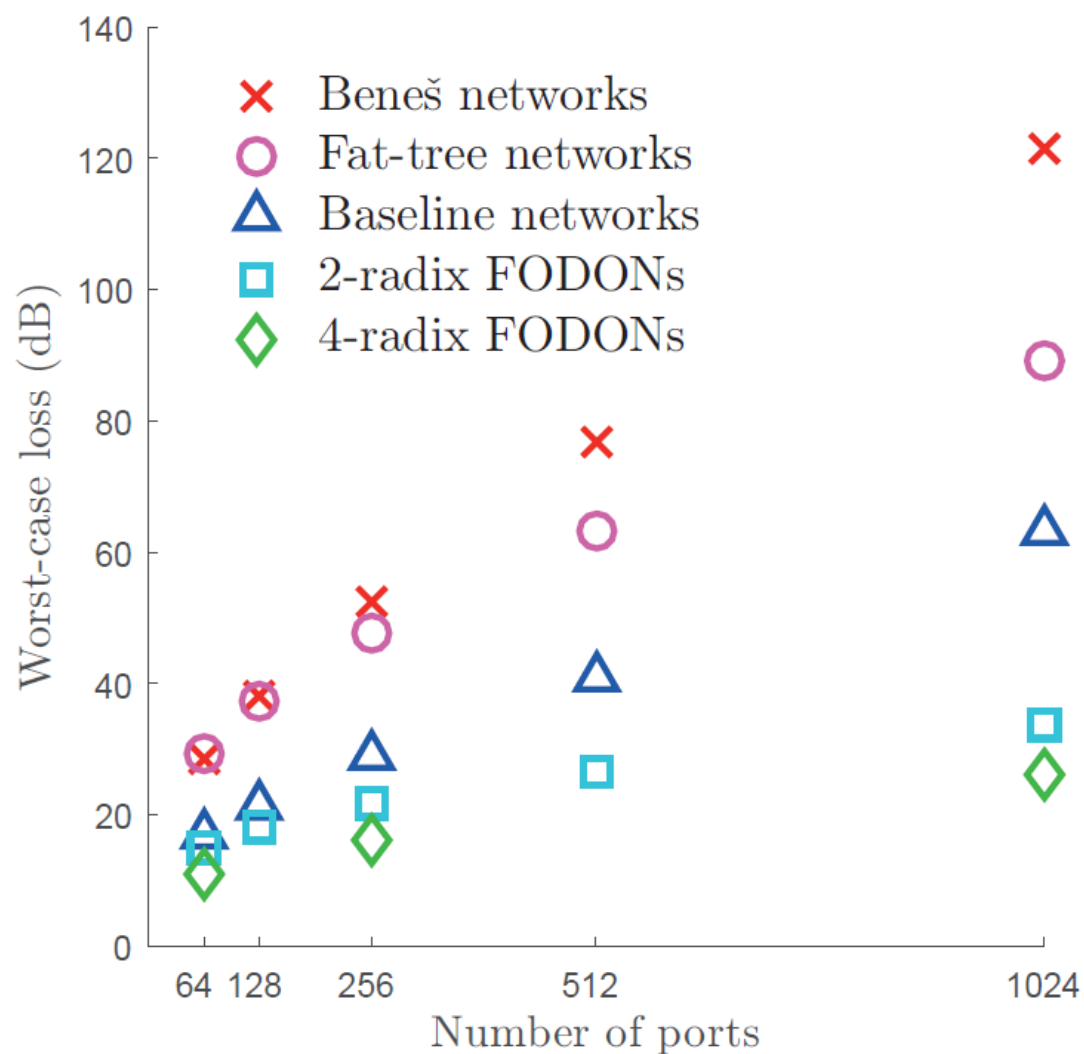 140
120
100
80
60
40
20
0
Worst-case loss (dB)
Beneš networks
Fat-tree networks
Baseline networks
2-radix FODONs
4-radix FODONs
64 128 256 512 1024
Number of ports